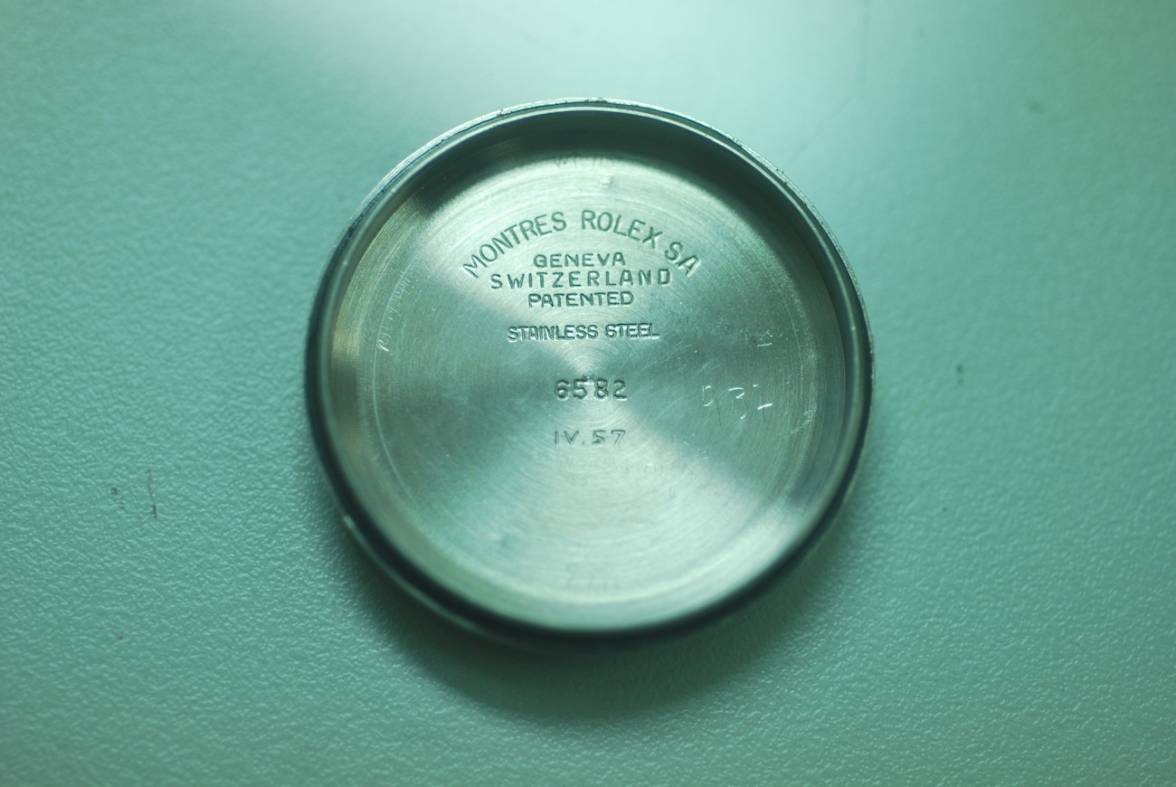 MONTRES ROLEX SA
GENEVA
SWITZERLAND
PATENTED
STAINLESS STEEL
6582
IV.57